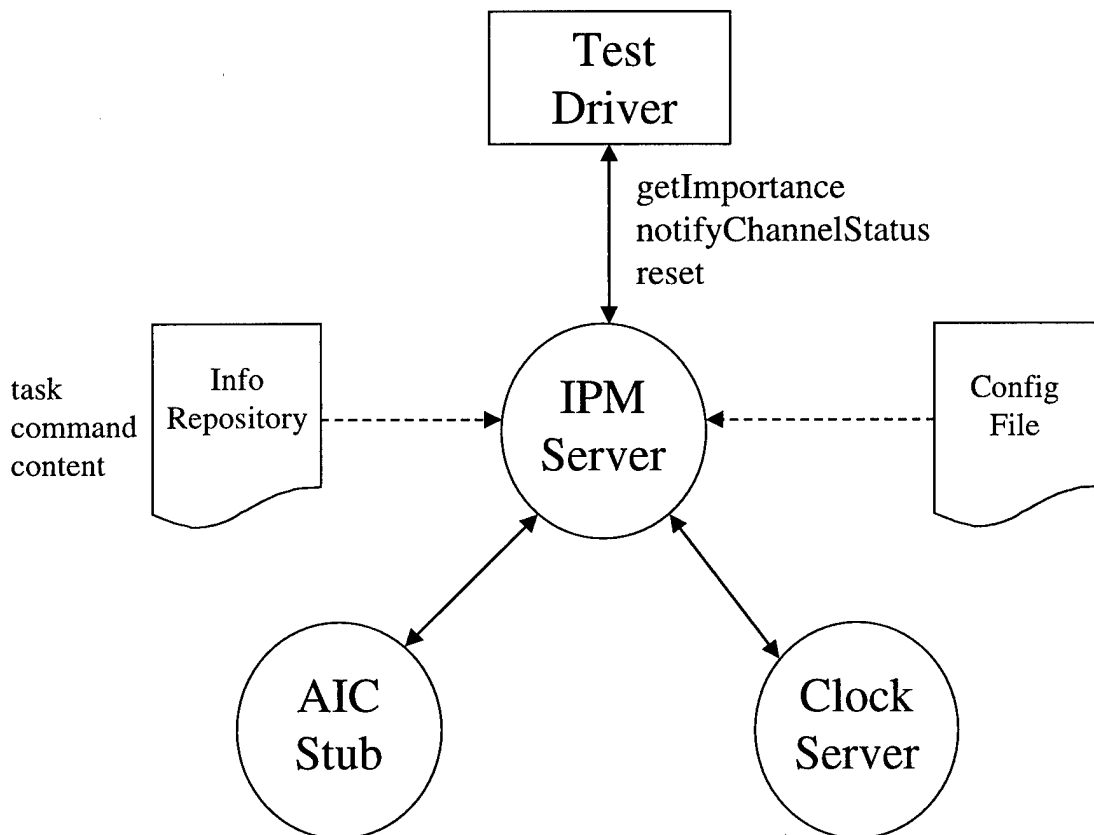 Test
Driver
getImportance
notifyChannelStatus
reset
task
command
content
Info
Repository
IPM
Server
Config
File
AIC
Stub
Clock
Server